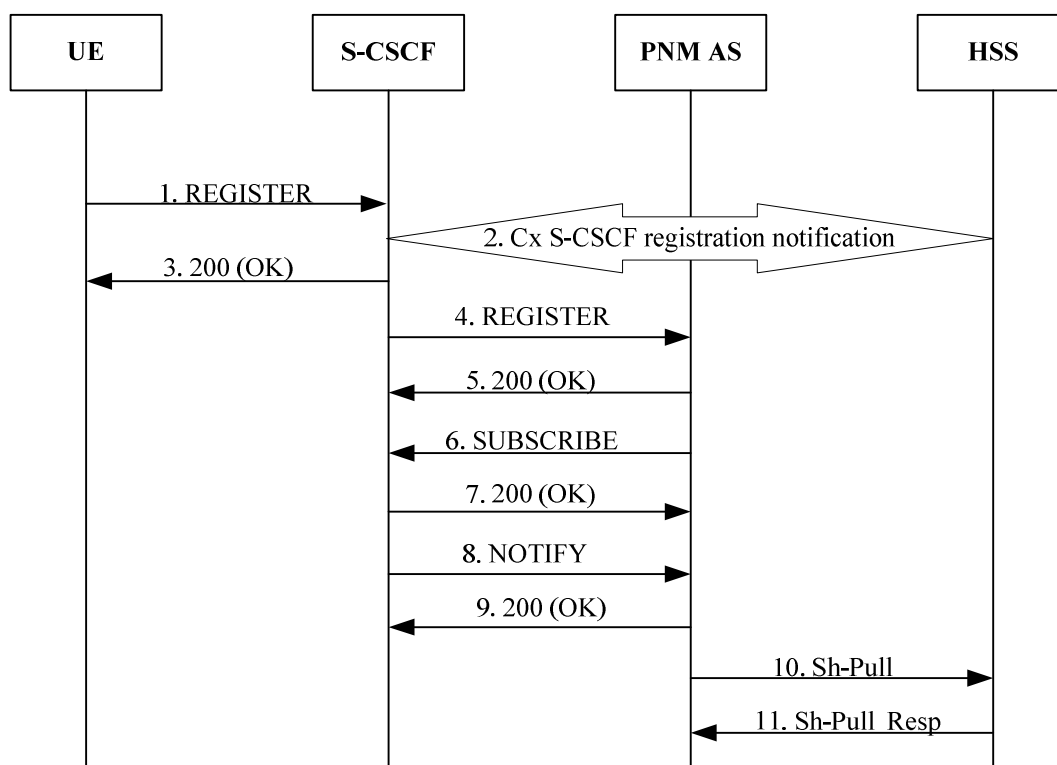 UE
S-CSCF
PNM AS
HSS
1. REGISTER
2. Cx S-CSCF registration notification
3. 200 (OK)
4. REGISTER
5. 200 (OK)
6. SUBSCRIBE
7. 200 (OK)
8. NOTIFY
9. 200 (OK)
10. Sh-Pull
11. Sh-Pull Resp